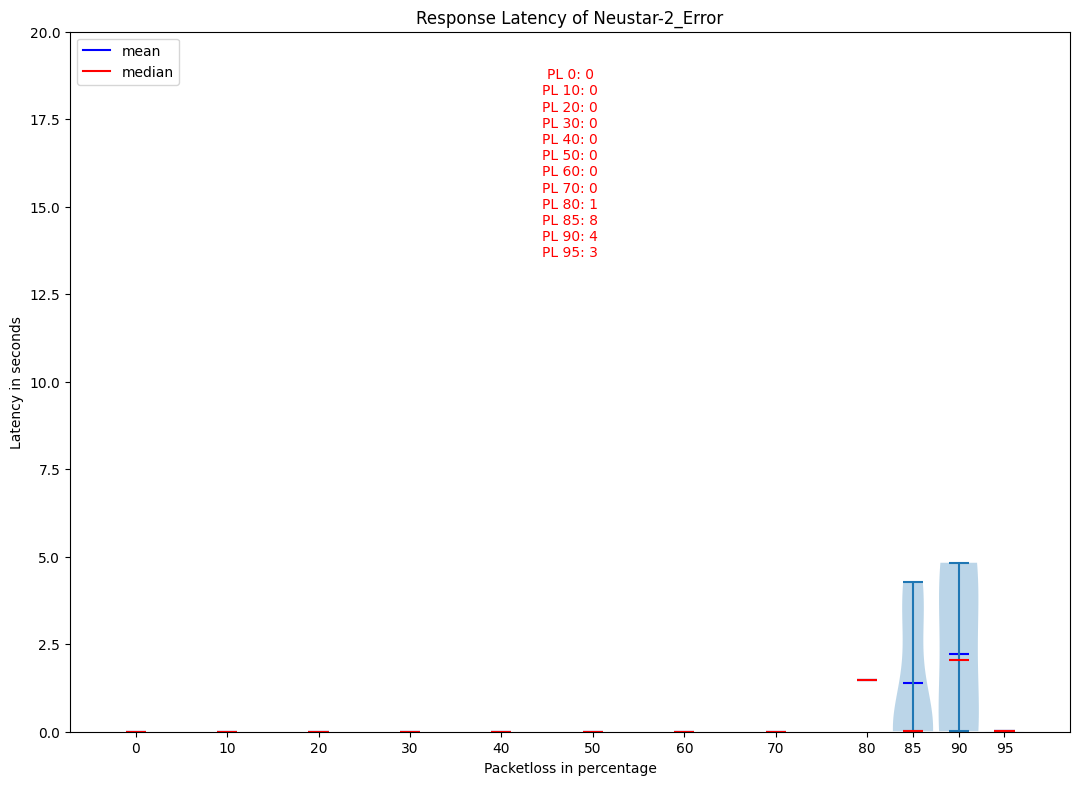 Response Latency of Neustar-2_Error
mean
median
PL 0: 0
PL 10: 0
PL 20: 0
PL 30: 0
PL 40: 0
PL 50: 0
PL 60: 0
PL 70: 0
PL 80: 1
PL 85: 8
PL 90: 4
PL 95: 3
Latency in seconds
20.0
17.5
15.0
12.5
10.0
7.5
5.0
2.5
0.0
0 10 20 30 40 50 60 70 80 85 90 95
Packetloss in percentage